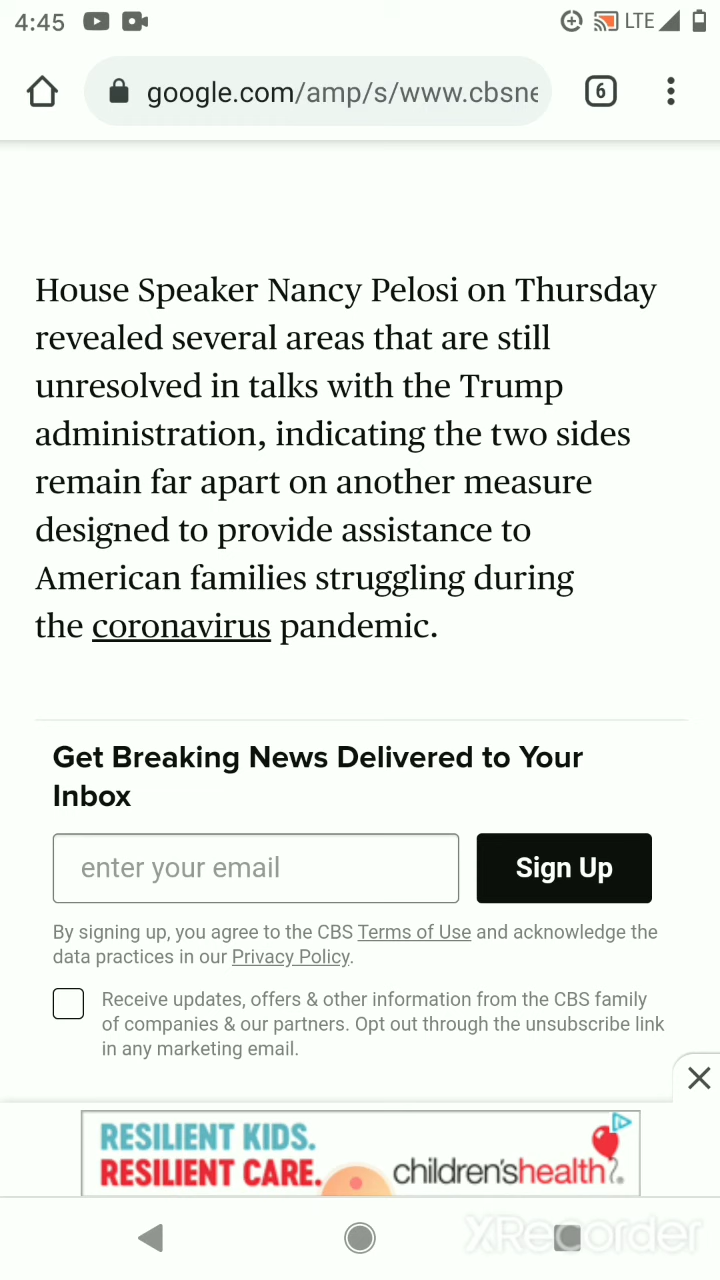 4:45
LTE
google.com/amp/s/www.cbsne
6
House Speaker Nancy Pelosi on Thursday
revealed several areas that are still
unresolved in talks with the Trump
administration, indicating the two sides
remain far apart on another measure
designed to provide assistance to
American families struggling during
the coronavirus pandemic.
Get Breaking News Delivered to Your
Inbox
enter your email
Sign Up
By signing up, you agree to the CBS Terms of Use and acknowledge the
data practices in our Privacy Policy.
Receive updates, offers & other information from the CBS family
of companies & our partners. Opt out through the unsubscribe link
in any marketing email.
RESILIENT KIDS.
RESILIENT CARE.
children'shealth
XRecorder